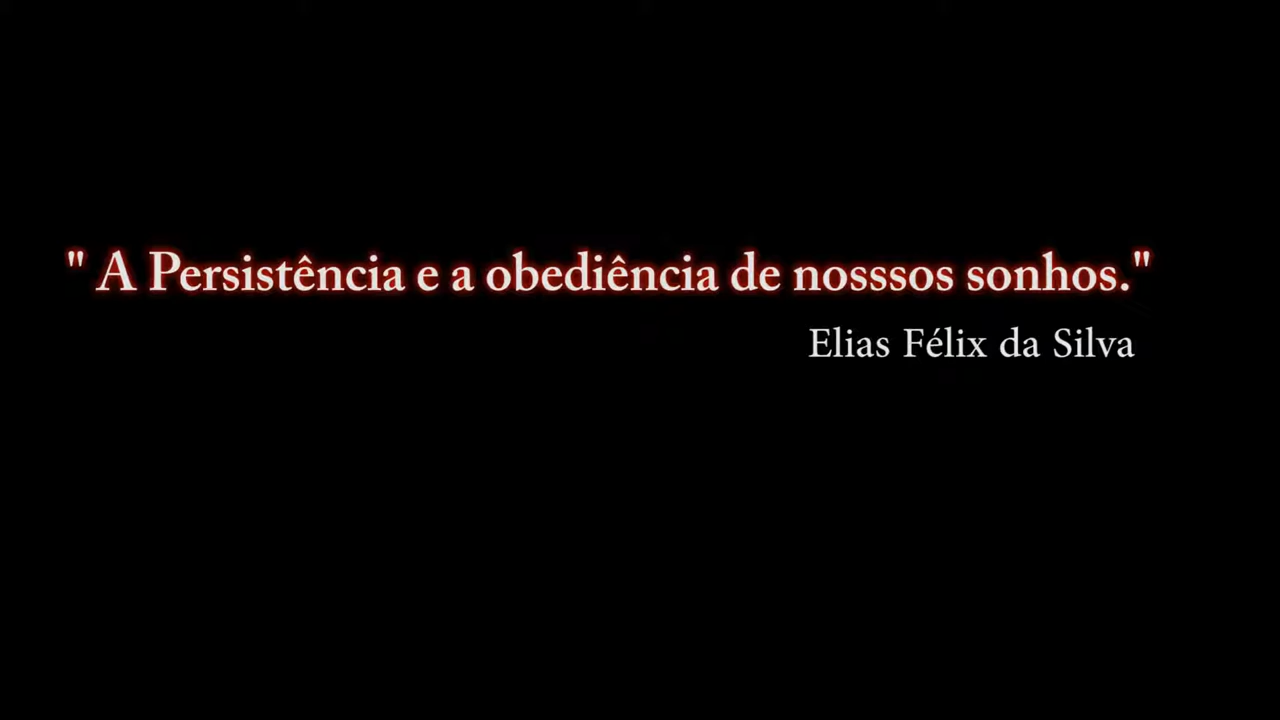 " A Persistência e a obediência de nosssos sonhos."
Elias Félix da Silva